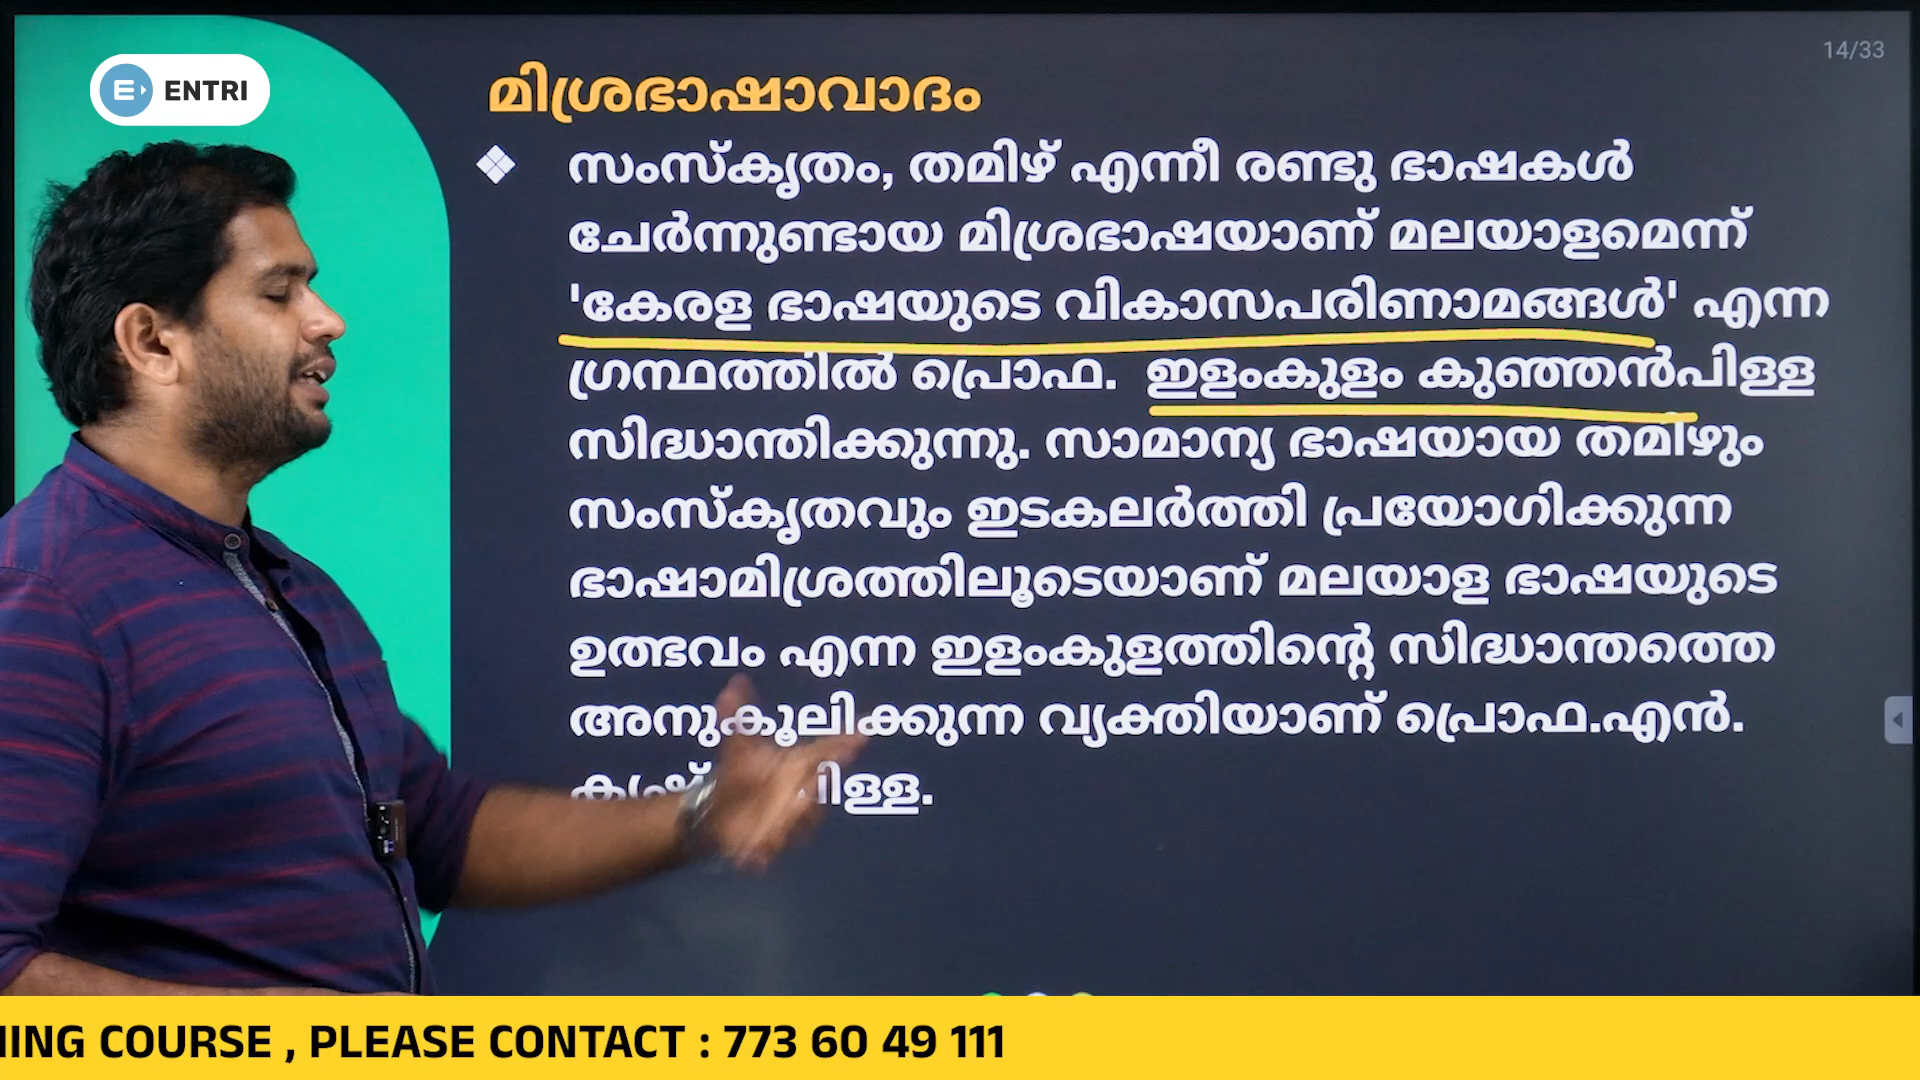 ENTRI
14/33
മിശ്രഭാഷാവാദം
സംസ്കൃതം, തമിഴ് എന്നീ രണ്ടു ഭാഷകൾ
ചേർന്നുണ്ടായ മിശ്രഭാഷയാണ് മലയാളമെന്ന്
'കേരള ഭാഷയുടെ വികാസപരിണാമങ്ങൾ' എന്ന
ഗ്രന്ഥത്തിൽ പ്രൊഫ. ഇളംകുളം കുഞ്ഞൻപിള്ള
സിദ്ധാന്തിക്കുന്നു. സാമാന്യ ഭാഷയായ തമിഴും
സംസ്കൃതവും ഇടകലർത്തി പ്രയോഗിക്കുന്ന
ഭാഷാമിശ്രത്തിലൂടെയാണ് മലയാള ഭാഷയുടെ
ഉത്ഭവം എന്ന ഇളംകുളത്തിന്റെ സിദ്ധാന്തത്തെ
അനുകൂലിക്കുന്ന വ്യക്തിയാണ് പ്രൊഫ.എൻ.
COURSE , PLEASE CONTACT : 773 60 49 111